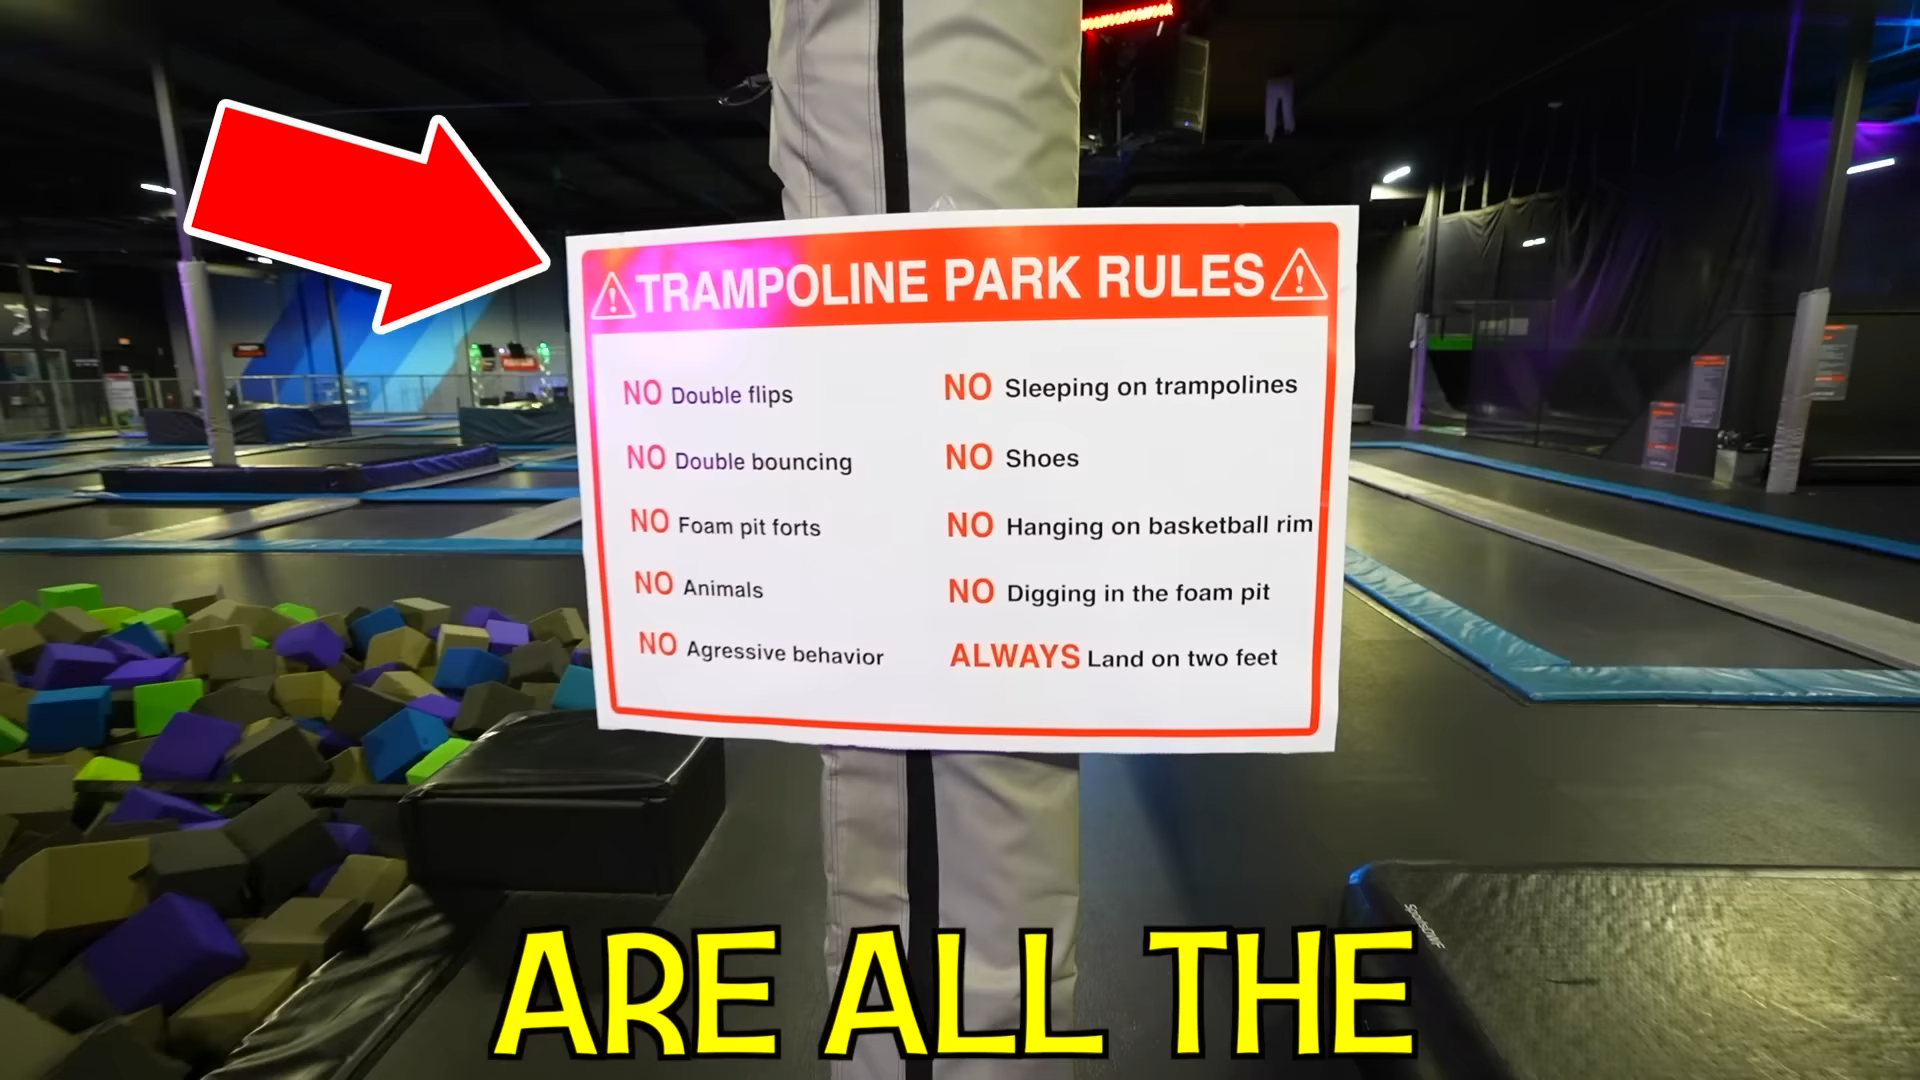 TRAMPOLINE PARK RULES
NO Double flips
NO Double bouncing
NO Foam pit forts
NO Animals
NO Agressive behavior
NO Sleeping on trampolines
NO Shoes
NO Hanging on basketball rim
NO Digging in the foam pit
ALWAYS Land on two feet
ARE ALL THE